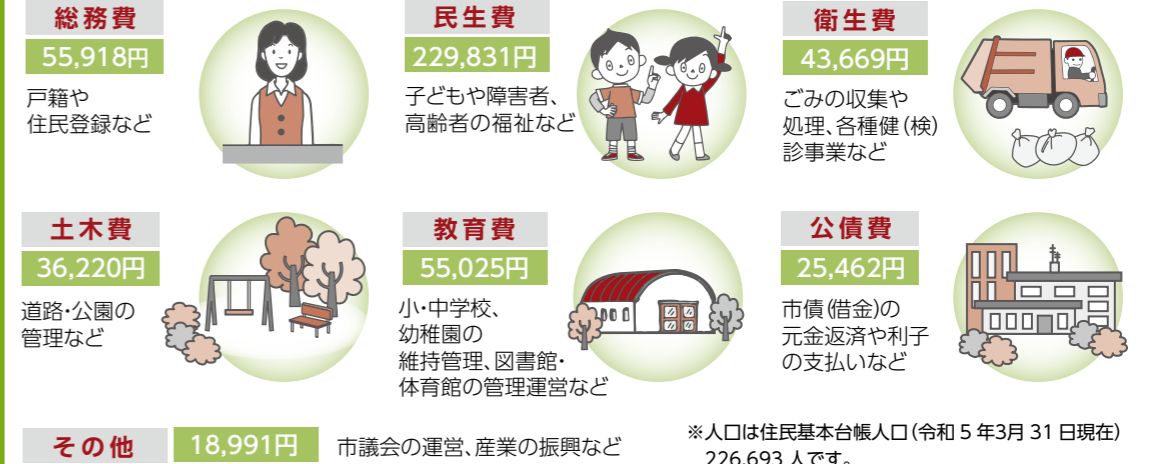 総務費
55,918円
戸籍や
住民登録など
民生費
229,831円
子どもや障害者、
高齢者の福祉など
衛生費
43,669円
ごみの収集や
処理、各種健(検)
診事業など
土木費
36,220円
道路・公園の
管理など
教育費
55,025円
小・中学校、
幼稚園の
維持管理、図書館・
体育館の管理運営など
公債費
25,462円
市債(借金)の
元金返済や利子
の支払いなど
その他
18,991円
市議会の運営、産業の振興など
※人口は住民基本台帳人口(令和5年3月31日現在)
226,693人です。